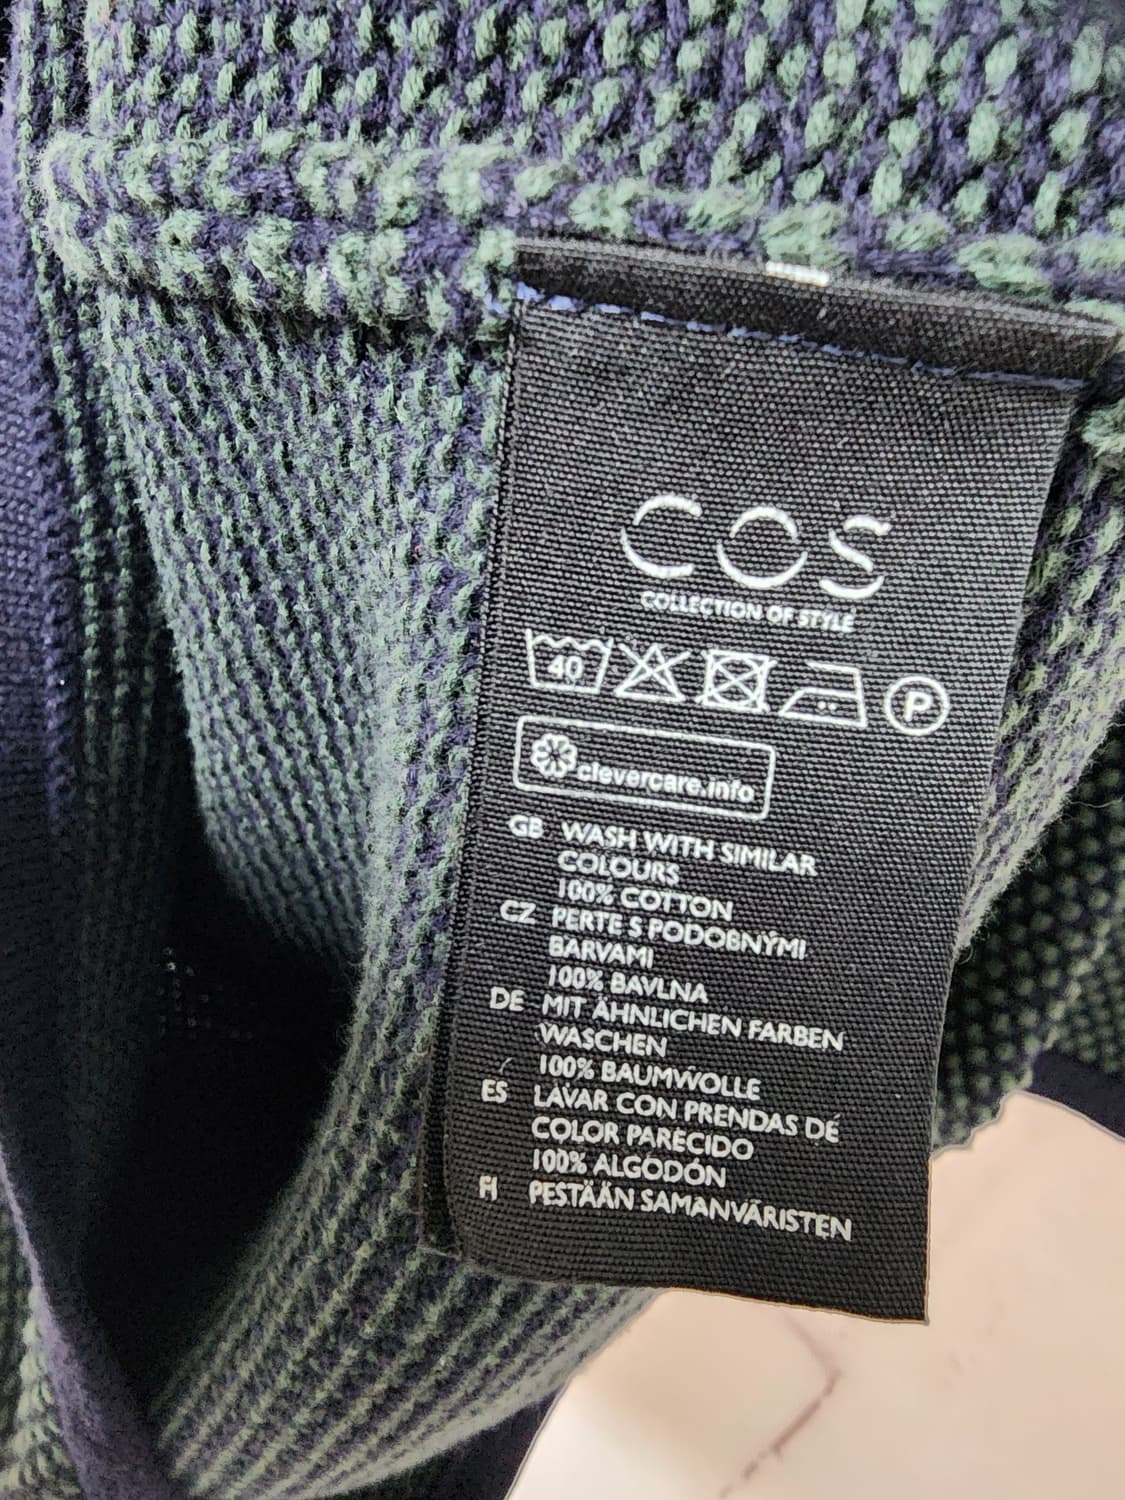 COS
COLLECTION OF STYLE
40
P
clevercare.info
GB WASH WITH SIMILAR
COLOURS
100% COTTON
CZ PERTE S PODOBNÝMI
BARVAMI
100% BAVLNA
DE MIT ÄHNLICHEN FARBEN
WASCHEN
100% BAUMWOLLE
ES LAVAR CON PRENDAS DE
COLOR PARECIDO
100% ALGODÓN
FI PESTÄÄN SAMANVÄRISTEN